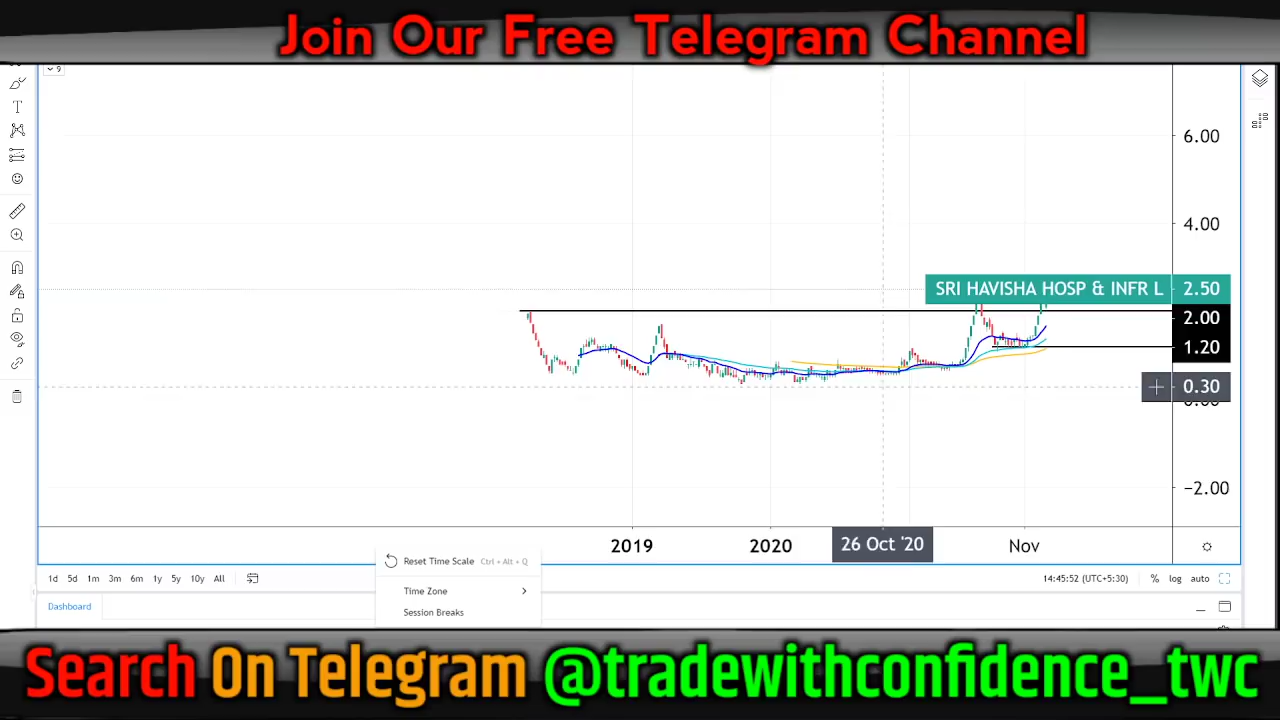 Join Our Free Telegram Channel
9
6.00
4.00
SRI HAVISHA HOSP & INFR L 2.50
2.00
1.20
0.30
−2.00
2019 2020 26 Oct '20 Nov
Reset Time Scale Ctrl + Alt + Q
1d 5d 1m 3m 6m 1y 5y 10y All
14:45:52 (UTC+5:30) % log auto
Time Zone
Dashboard
Session Breaks
Search On Telegram @tradewithconfidence_twc